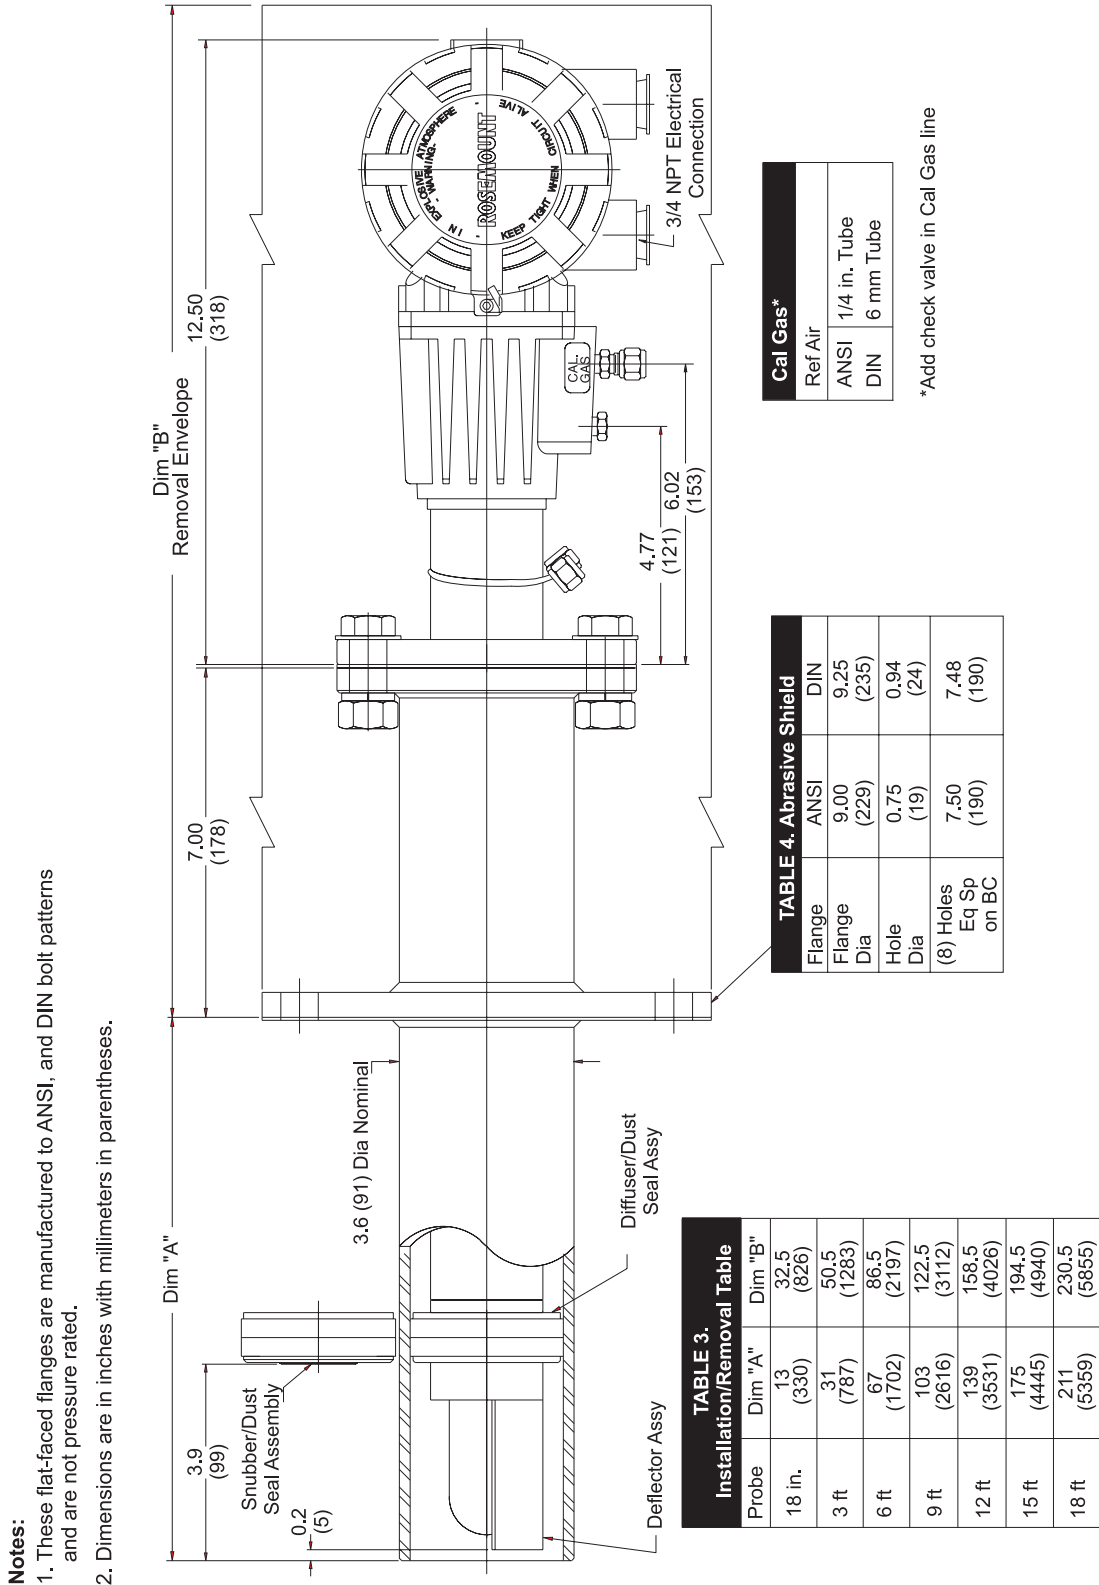 Notes:
1. These flat-faced flanges are manufactured to ANSI, and DIN bolt patterns
and are not pressure rated.
2. Dimensions are in inches with millimeters in parentheses.
Dim "A"
Dim "B"
Removal Envelope
3.9
(99)
0.2
(5)
7.00
(178)
12.50
(318)
Snubber/Dust
Seal Assembly
3.6 (91) Dia Nominal
Deflector Assy
Diffuser/Dust
Seal Assy
4.77
(121)
6.02
(153)
CAL.
GAS
IN EXPLOSIVE ATMOSPHERE -
- WARNING-
ROSEMOUNT
- KEEP TIGHT WHEN CIRCUIT ALIVE
3/4 NPT Electrical
Connection
TABLE 3.
Installation/Removal Table
Probe Dim "A" Dim "B"
18 in. 13 (330) 32.5 (826)
3 ft 31 (787) 50.5 (1283)
6 ft 67 (1702) 86.5 (2197)
9 ft 103 (2616) 122.5 (3112)
12 ft 139 (3531) 158.5 (4026)
15 ft 175 (4445) 194.5 (4940)
18 ft 211 (5359) 230.5 (5855)
TABLE 4. Abrasive Shield
Flange ANSI DIN
Flange Dia 9.00 (229) 9.25 (235)
Hole Dia 0.75 (19) 0.94 (24)
(8) Holes Eq Sp on BC 7.50 (190) 7.48 (190)
Cal Gas*
Ref Air
ANSI 1/4 in. Tube
DIN 6 mm Tube
*Add check valve in Cal Gas line